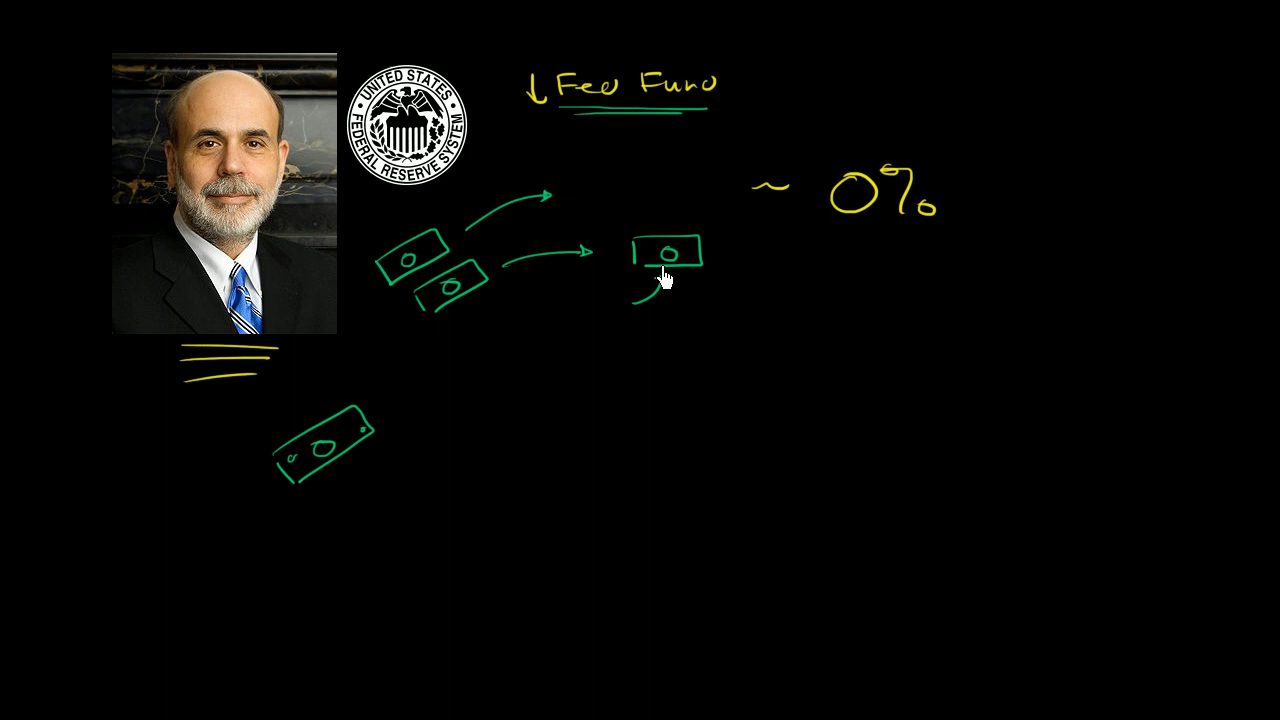 UNITED STATES
FEDERAL RESERVE SYSTEM
↓ Fed Fund
~ 0%